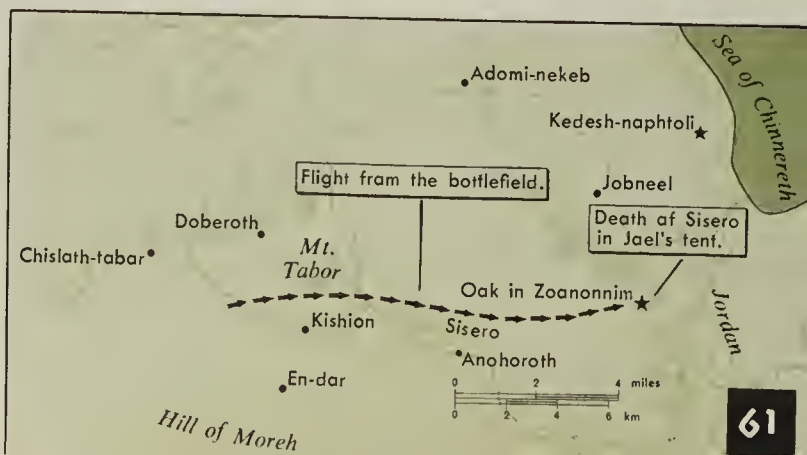 Sea of Chinnereth
Adomi-nekeb
Kedesh-naphtoli
Flight fram the bottlefield.
Jobneel
Doberoth
Death af Sisero
in Jael's tent.
Chislath-tabar
Mt.
Tabor
Oak in Zoanonnim
Jordan
Kishion
Sisero
Anohoroth
En-dar
0 2 4 miles
0 2 4 6 km
Hill of Moreh
61